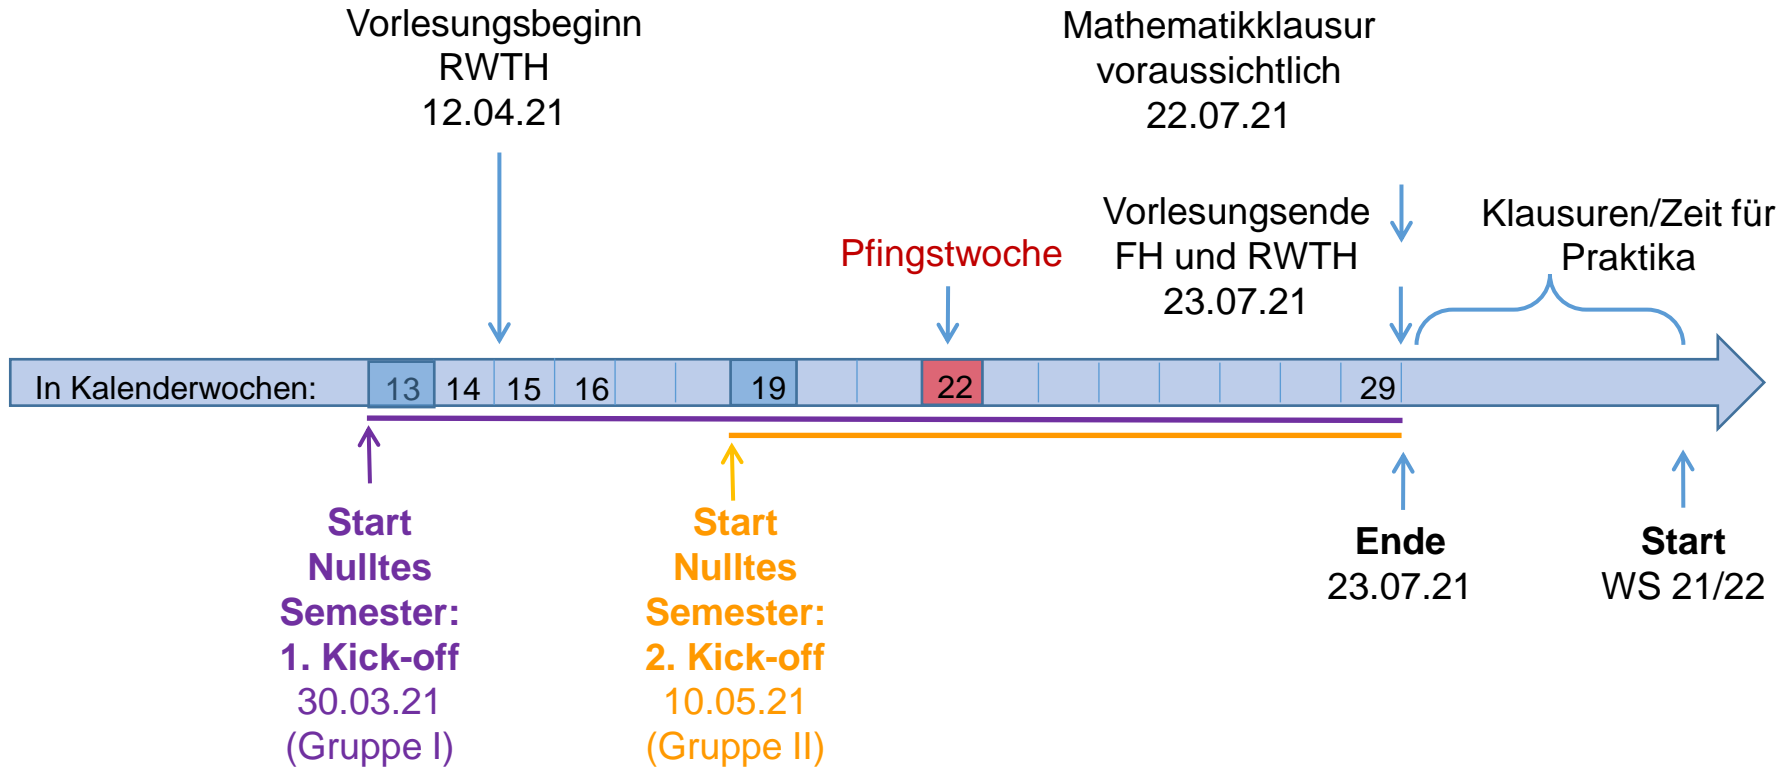 Vorlesungsbeginn
RWTH
12.04.21
Mathematikklausur
voraussichtlich
22.07.21
Pfingstwoche
Vorlesungsende
FH und RWTH
23.07.21
Klausuren/Zeit für
Praktika
In Kalenderwochen: 13 14 15 16 19 22 29
Start
Nulltes
Semester:
1. Kick-off
30.03.21
(Gruppe I)
Start
Nulltes
Semester:
2. Kick-off
10.05.21
(Gruppe II)
Ende
23.07.21
Start
WS 21/22